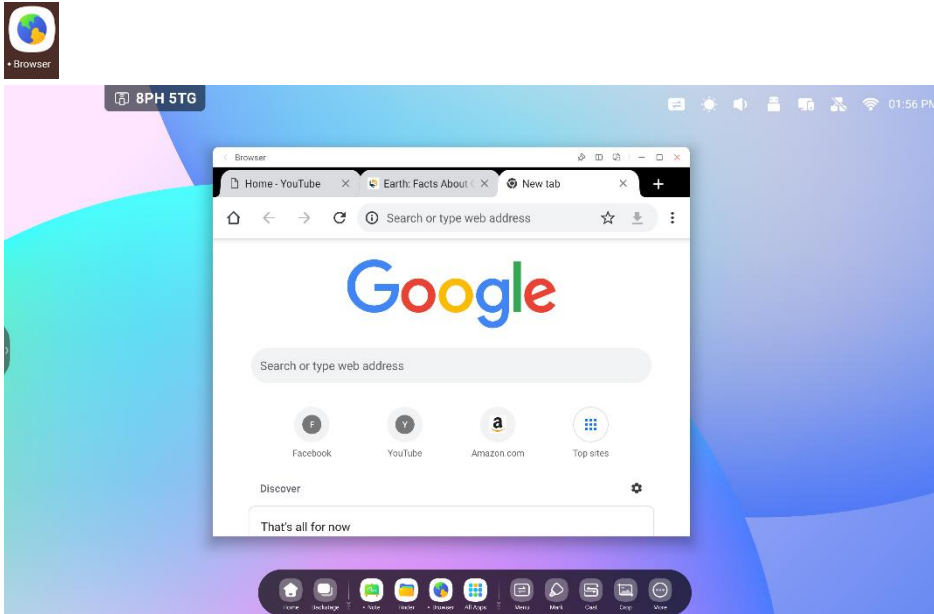 • Browser
8PH 5TG
01:56 PM
Browser
Home - YouTube
Earth: Facts About
New tab
Search or type web address
Google
Search or type web address
F
Y
a
Facebook
YouTube
Amazon.com
Top sites
Discover
That's all for now
Home
Backstage
• Note
Finder
• Browser
All Apps
Menu
Mark
Cast
Crop
More